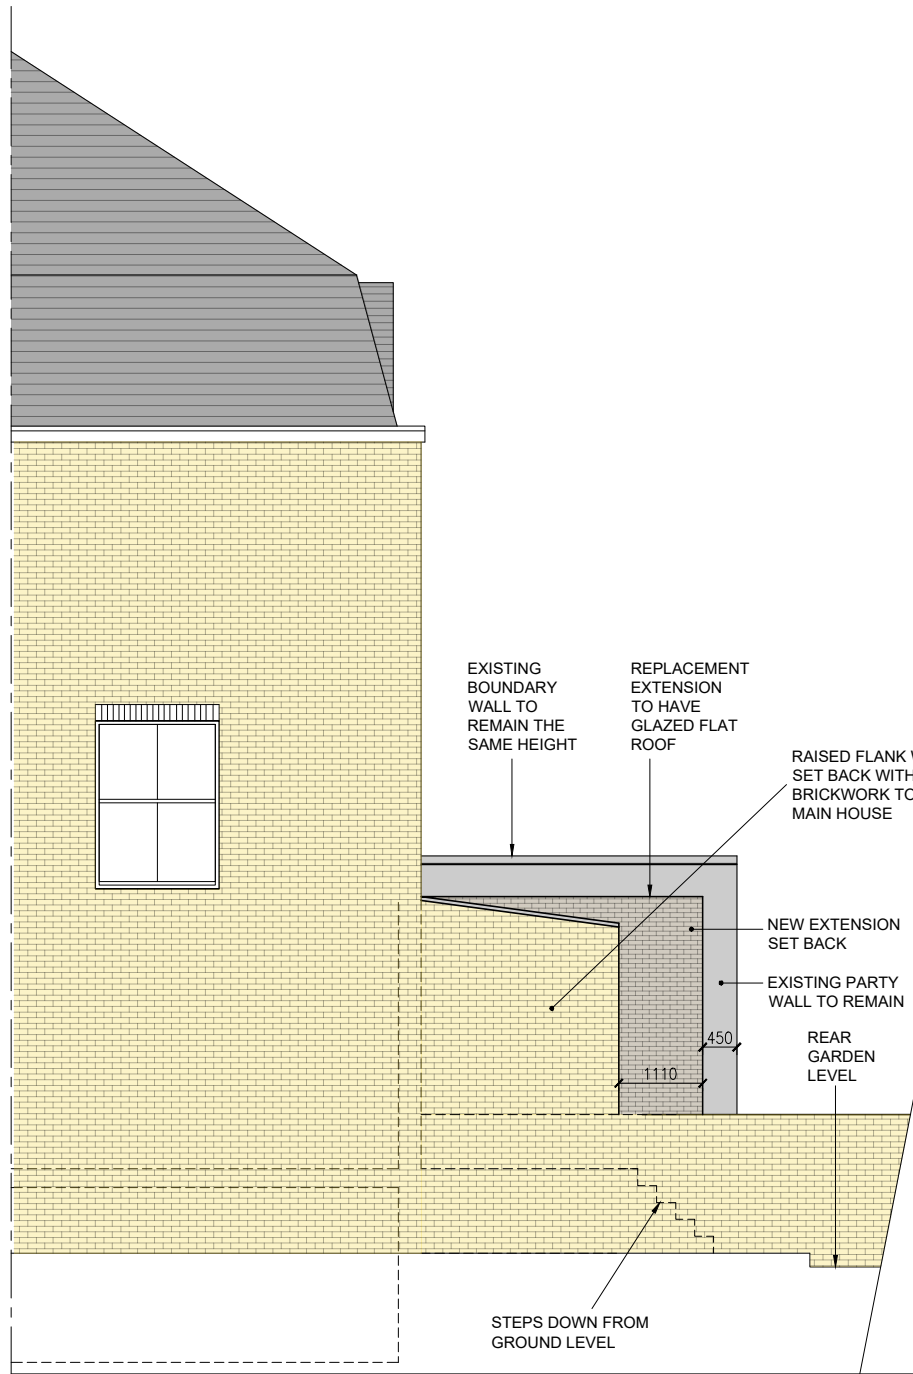 EXISTING
BOUNDARY
WALL TO
REMAIN THE
SAME HEIGHT
REPLACEMENT
EXTENSION
TO HAVE
GLAZED FLAT
ROOF
RAISED FLANK
SET BACK WITH
BRICKWORK TO
MAIN HOUSE
NEW EXTENSION
SET BACK
EXISTING PARTY
WALL TO REMAIN
450
1110
REAR
GARDEN
LEVEL
STEPS DOWN FROM
GROUND LEVEL